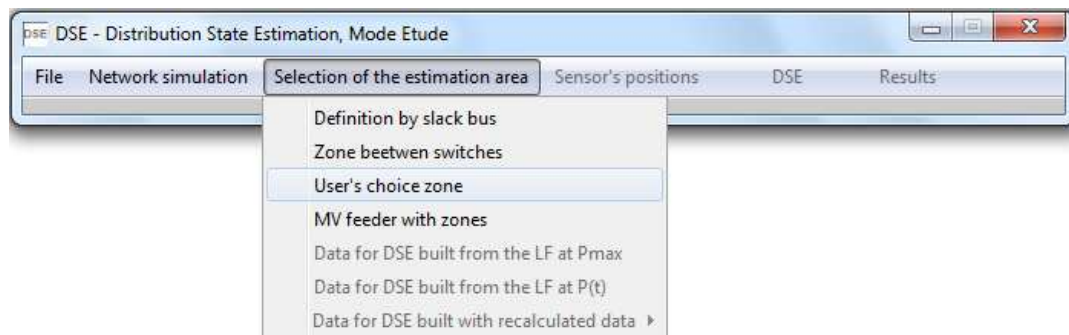 DSE DSE - Distribution State Estimation, Mode Etude
File Network simulation Selection of the estimation area Sensor's positions DSE Results
Definition by slack bus
Zone beetwen switches
User's choice zone
MV feeder with zones
Data for DSE built from the LF at Pmax
Data for DSE built from the LF at P(t)
Data for DSE built with recalculated data